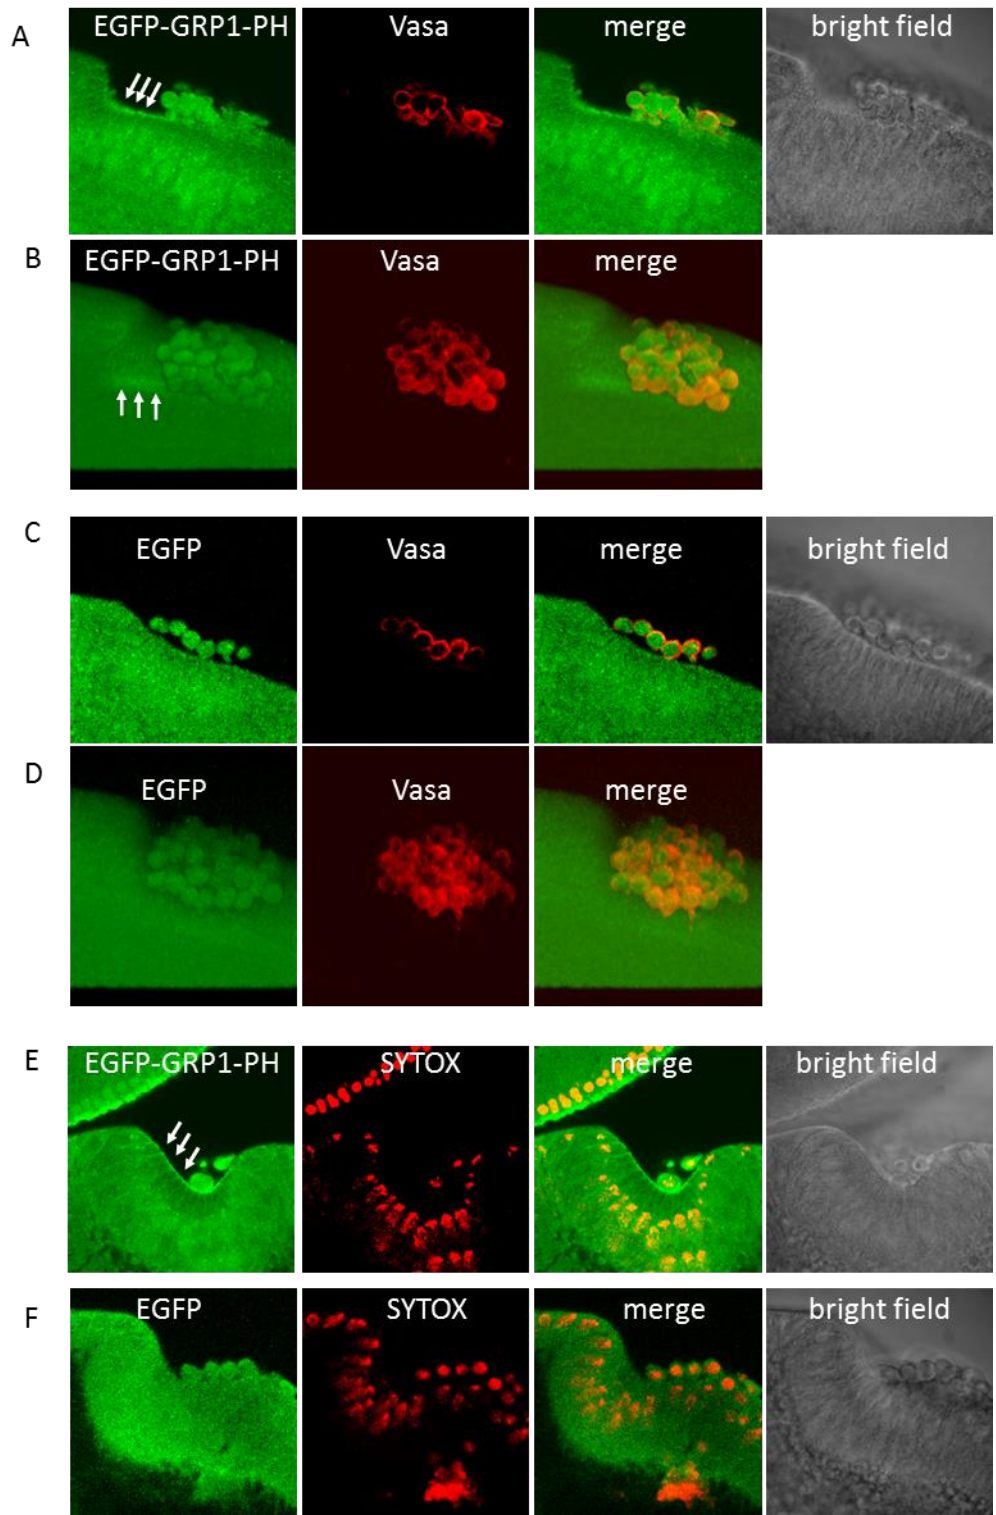 A
EGFP-GRP1-PH Vasa merge bright field
B
EGFP-GRP1-PH Vasa merge
C
EGFP Vasa merge bright field
D
EGFP Vasa merge
E
EGFP-GRP1-PH SYTOX merge bright field
F
EGFP SYTOX merge bright field